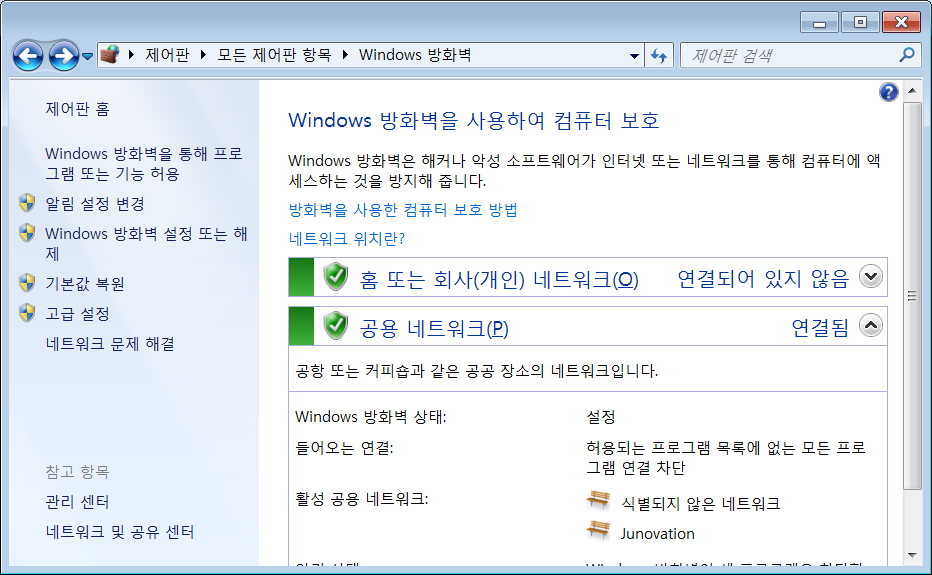 제어판 ▸ 모든 제어판 항목 ▸ Windows 방화벽
제어판 검색
제어판 홈
Windows 방화벽을 통해 프로
그램 또는 기능 허용
알림 설정 변경
Windows 방화벽 설정 또는 해
제
기본값 복원
고급 설정
네트워크 문제 해결
참고 항목
관리 센터
네트워크 및 공유 센터
Windows 방화벽을 사용하여 컴퓨터 보호
Windows 방화벽은 해커나 악성 소프트웨어가 인터넷 또는 네트워크를 통해 컴퓨터에 액
세스하는 것을 방지해 줍니다.
방화벽을 사용한 컴퓨터 보호 방법
네트워크 위치란?
홈 또는 회사(개인) 네트워크(O) 연결되어 있지 않음
공용 네트워크(P) 연결됨
공항 또는 커피숍과 같은 공공 장소의 네트워크입니다.
Windows 방화벽 상태: 설정
들어오는 연결: 허용되는 프로그램 목록에 없는 모든 프로
그램 연결 차단
활성 공용 네트워크: 식별되지 않은 네트워크
Junovation